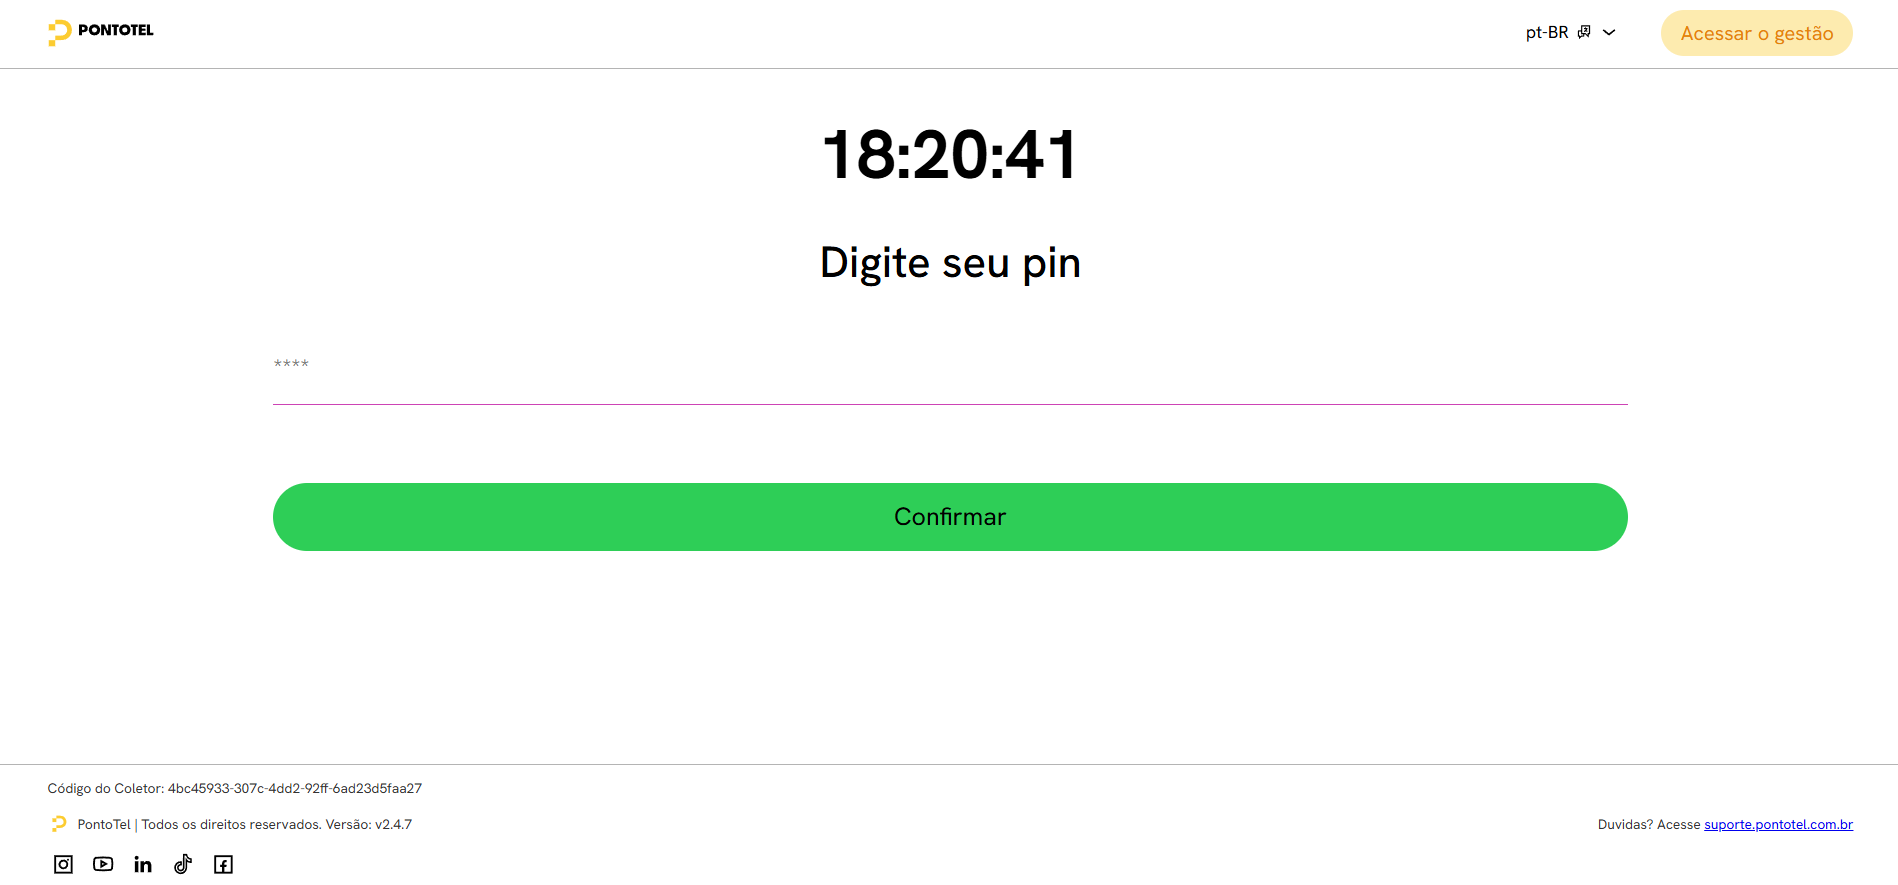 PONTOTEL
pt-BR
Acessar o gestão
18:20:41
Digite seu pin
****
Confirmar
Código do Coletor: 4bc45933-307c-4dd2-92ff-6ad23d5faa27
PontoTel | Todos os direitos reservados. Versão: v2.4.7
Duvidas? Acesse suporte.pontotel.com.br